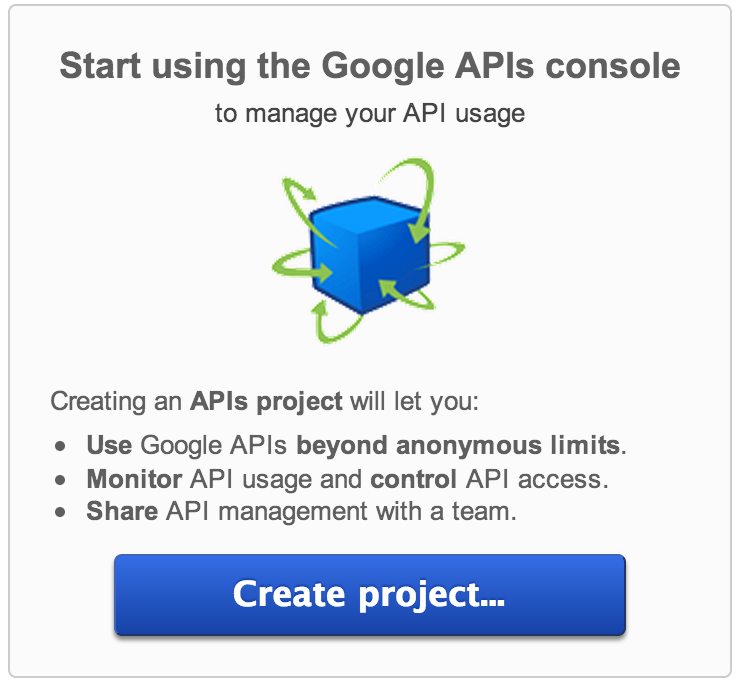 Start using the Google APIs console
to manage your API usage
Creating an APIs project will let you:
• Use Google APIs beyond anonymous limits.
• Monitor API usage and control API access.
• Share API management with a team.
Create project...